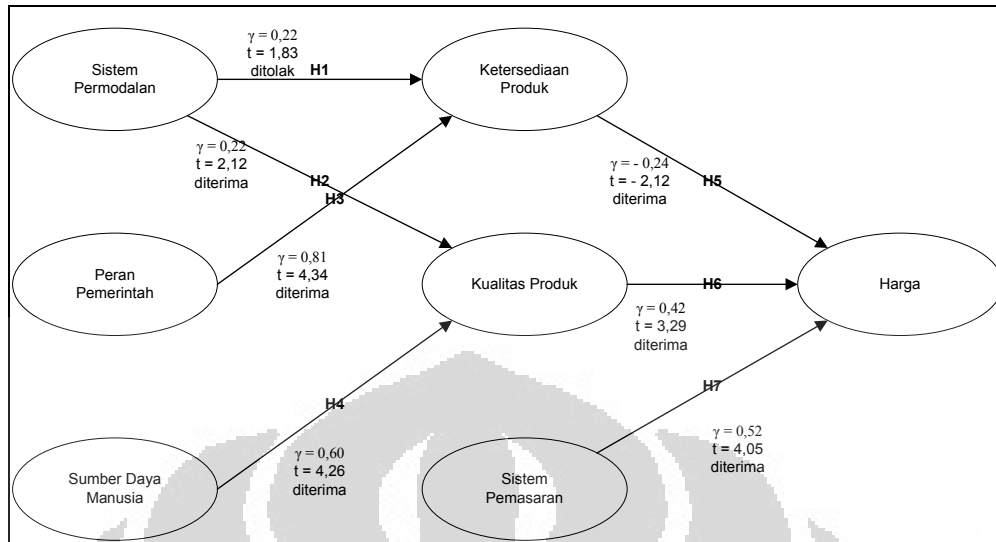 Sistem
Permodalan
γ = 0,22
t = 1,83
ditolak
H1
Ketersediaan
Produk
γ = 0,22
t = 2,12
diterima
H2
H3
γ = - 0,24
t = - 2,12
diterima
H5
Peran
Pemerintah
γ = 0,81
t = 4,34
diterima
Kualitas Produk
H6
γ = 0,42
t = 3,29
diterima
Harga
H4
H7
Sumber Daya
Manusia
γ = 0,60
t = 4,26
diterima
Sistem
Pemasaran
γ = 0,52
t = 4,05
diterima